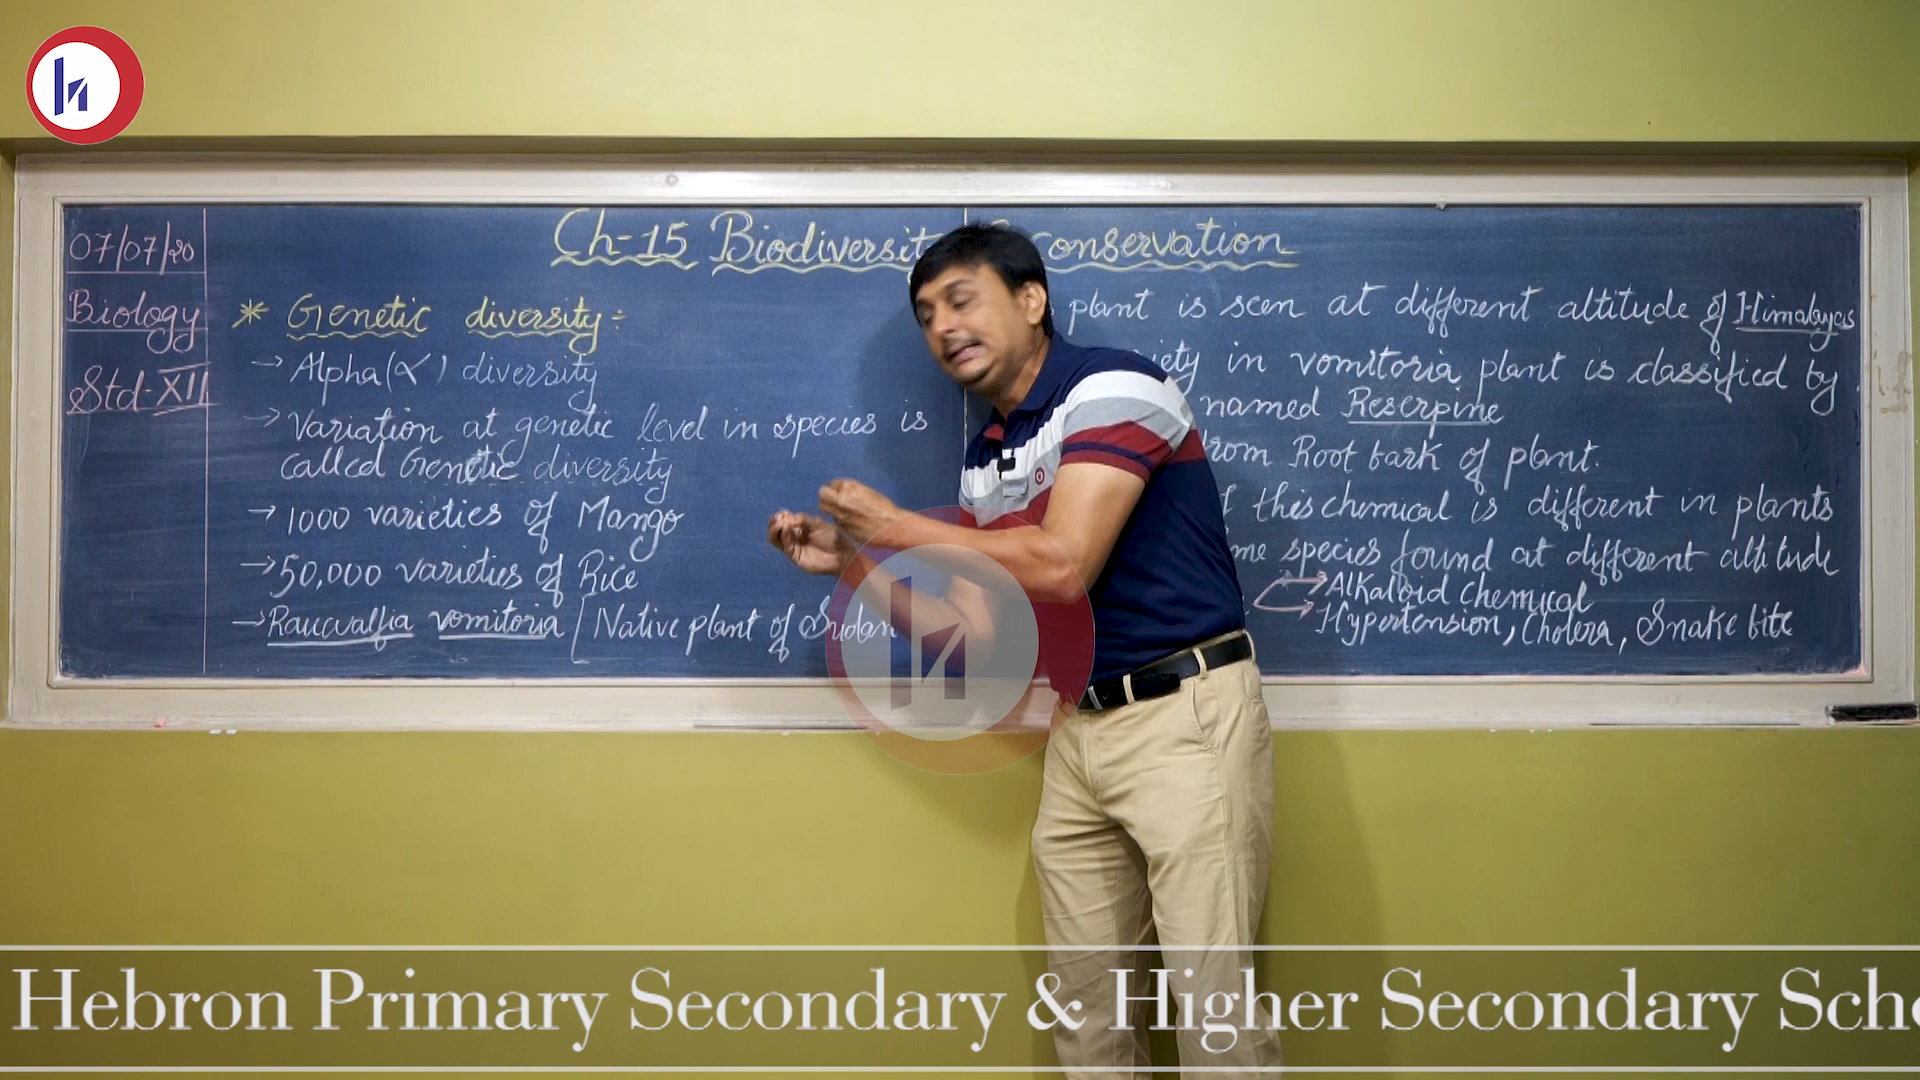 07/07/20
Biology
Std-XII
Ch-15 Biodiversit conservation
* Genetic diversity:
→ Alpha (α) diversity
→ Variation at genetic level in species is
called Genetic diversity
→ 1000 varieties of Mango
→ 50,000 varieties of Rice
→ Raucvalfia vomitoria [Native plant of Sudan
plant is seen at different altitude of Himalayas
iety in vomitoria plant is classified by
named Reserpine
from Root bark of plant.
f this chemical is different in plants
me species found at different altitude
→ Alkaloid chemical
→ Hypertension, Cholera, Snake bite
Hebron Primary Secondary & Higher Secondary Scho